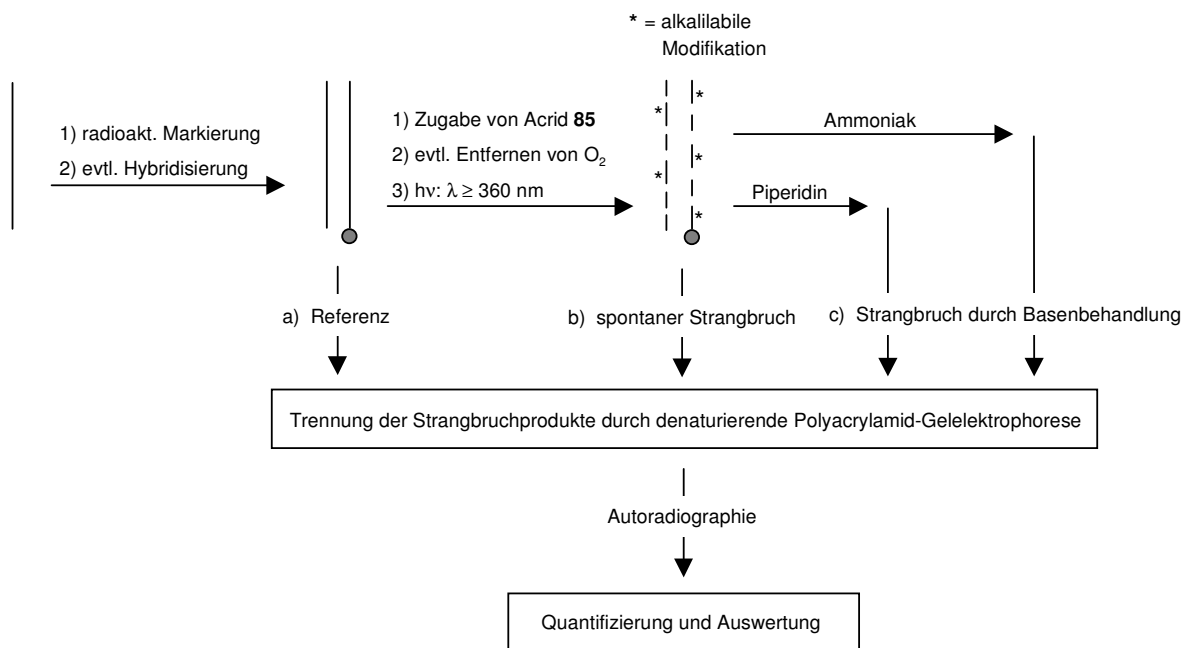 * = alkalilabile
Modifikation
1) radioakt. Markierung
2) evtl. Hybridisierung
1) Zugabe von Acrid 85
2) evtl. Entfernen von O2
3) hν: λ ≥ 360 nm
*
*
*
*
*
Ammoniak
Piperidin
a) Referenz
b) spontaner Strangbruch
c) Strangbruch durch Basenbehandlung
Trennung der Strangbruchprodukte durch denaturierende Polyacrylamid-Gelelektrophorese
Autoradiographie
Quantifizierung und Auswertung